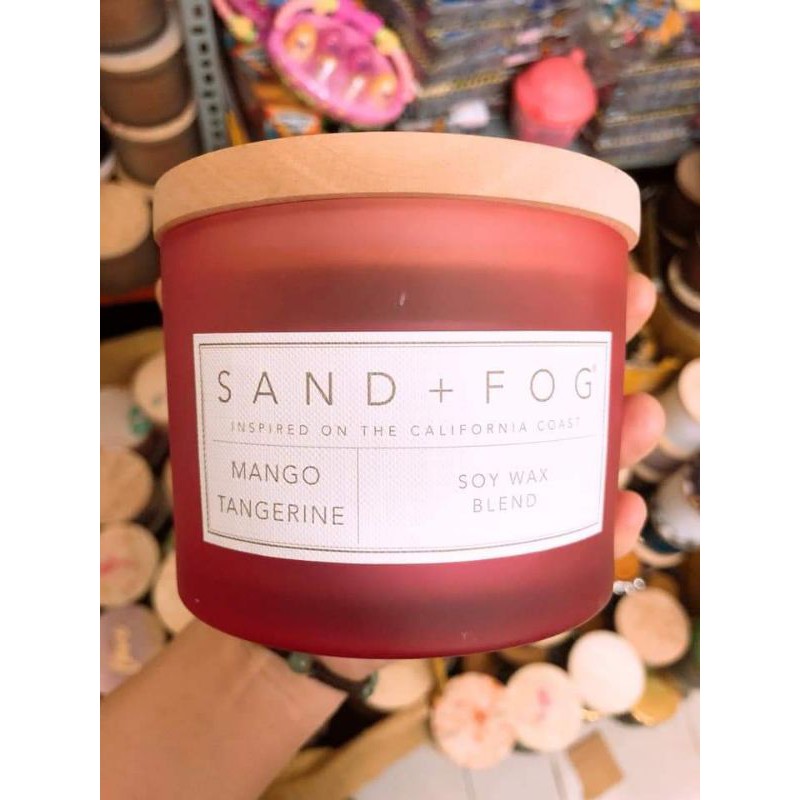 SAND + FOG®
INSPIRED ON THE CALIFORNIA COAST
MANGO
TANGERINE
SOY WAX
BLEND